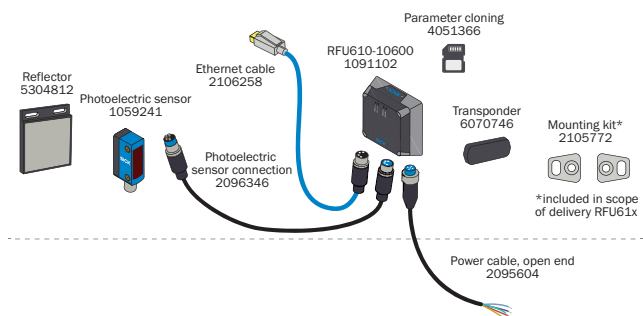 Parameter cloning
4051366
RFU610-10600
1091102
Ethernet cable
2106258
Reflector
5304812
Photoelectric sensor
1059241
Transponder
6070746
Mounting kit*
2105772
Photoelectric
sensor connection
2096346
*included in scope
of delivery RFU61x
Power cable, open end
2095604